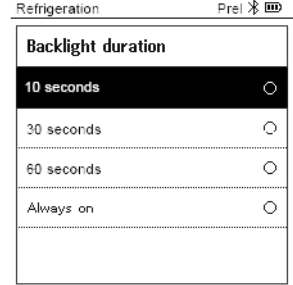 Refrigeration Prel
Backlight duration
10 seconds
30 seconds
60 seconds
Always on